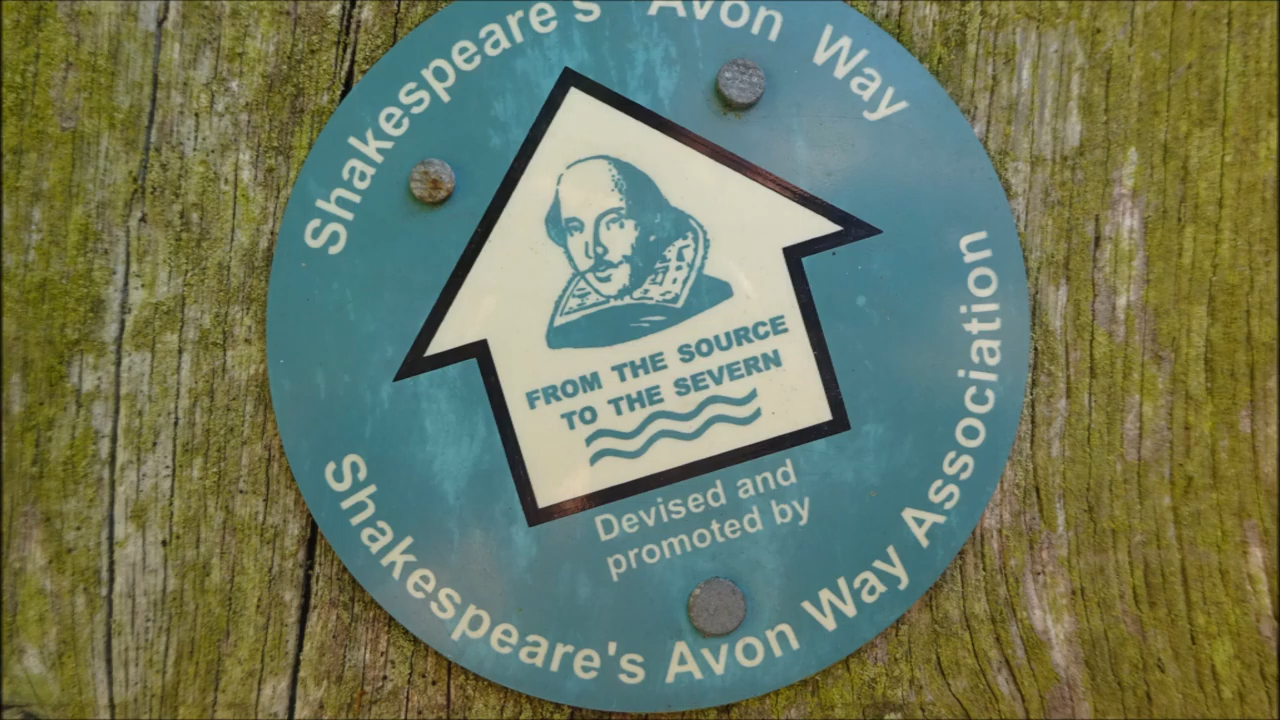 Shakespeare's Avon Way
FROM THE SOURCE
TO THE SEVERN
Devised and
promoted by
Shakespeare's Avon Way Association